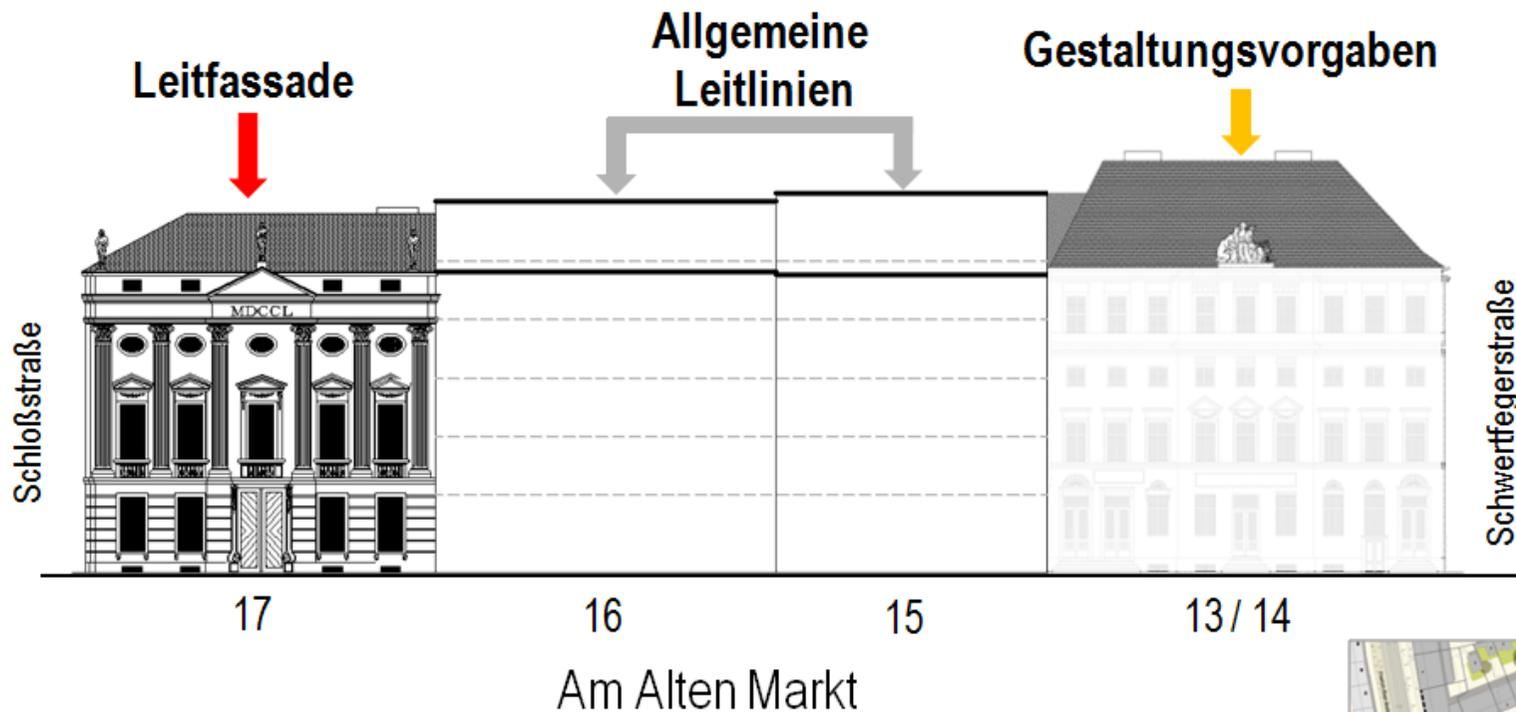 Leitfassade
Allgemeine
Leitlinien
Gestaltungsvorgaben
MDCCL
Schloßstraße
Schwertfegerstraße
17
16
15
13 / 14
Am Alten Markt